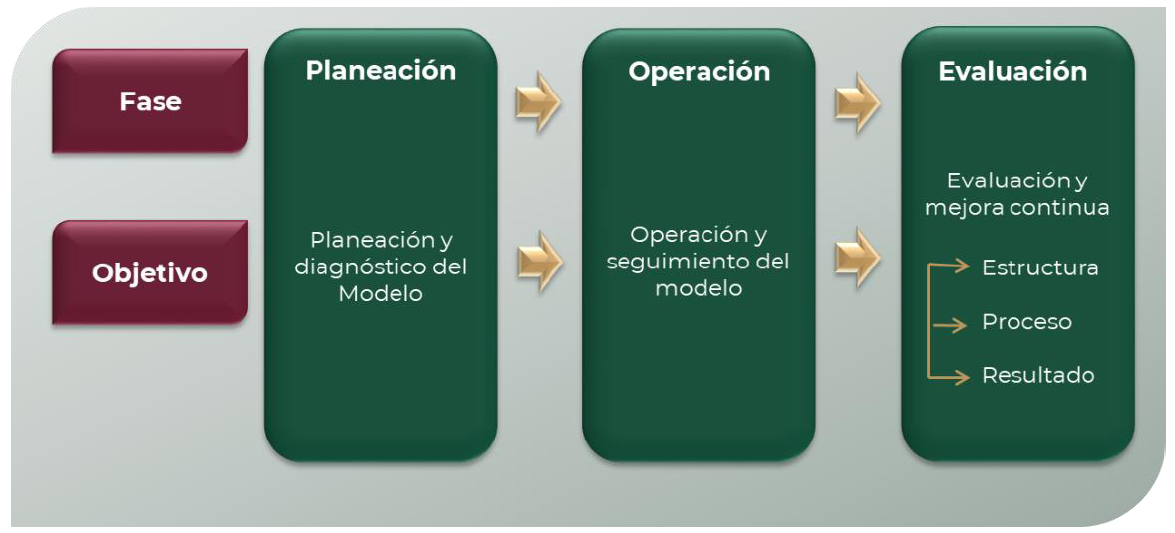 Fase
Planeación
Operación
Evaluación
Objetivo
Planeación y
diagnóstico del
Modelo
Operación y
seguimiento del
modelo
Evaluación y
mejora continua
Estructura
Proceso
Resultado